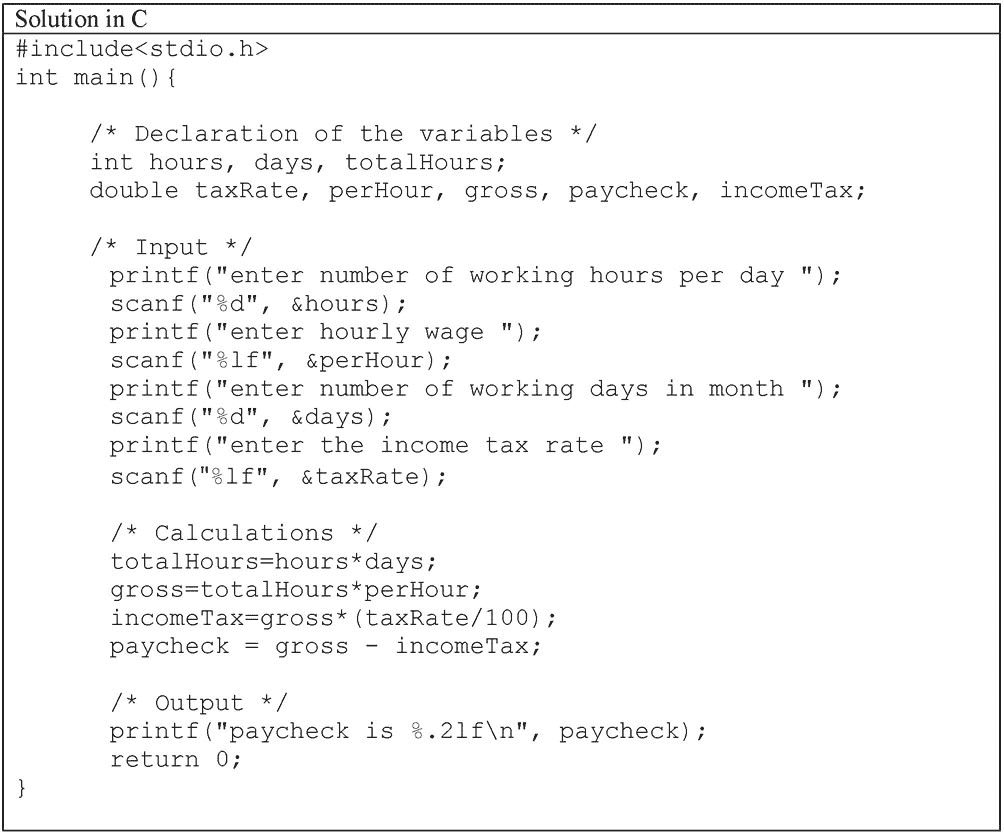 Solution in C
#include<stdio.h>
int main(){
/* Declaration of the variables */
int hours, days, totalHours;
double taxRate, perHour, gross, paycheck, incomeTax;
/* Input */
printf("enter number of working hours per day ");
scanf("%d", &hours);
printf("enter hourly wage ");
scanf("%lf", &perHour);
printf("enter number of working days in month ");
scanf("%d", &days);
printf("enter the income tax rate ");
scanf("%lf", &taxRate);
/* Calculations */
totalHours=hours*days;
gross=totalHours*perHour;
incomeTax=gross*(taxRate/100);
paycheck = gross - incomeTax;
/* Output */
printf("paycheck is %.2lf\n", paycheck);
return 0;
}